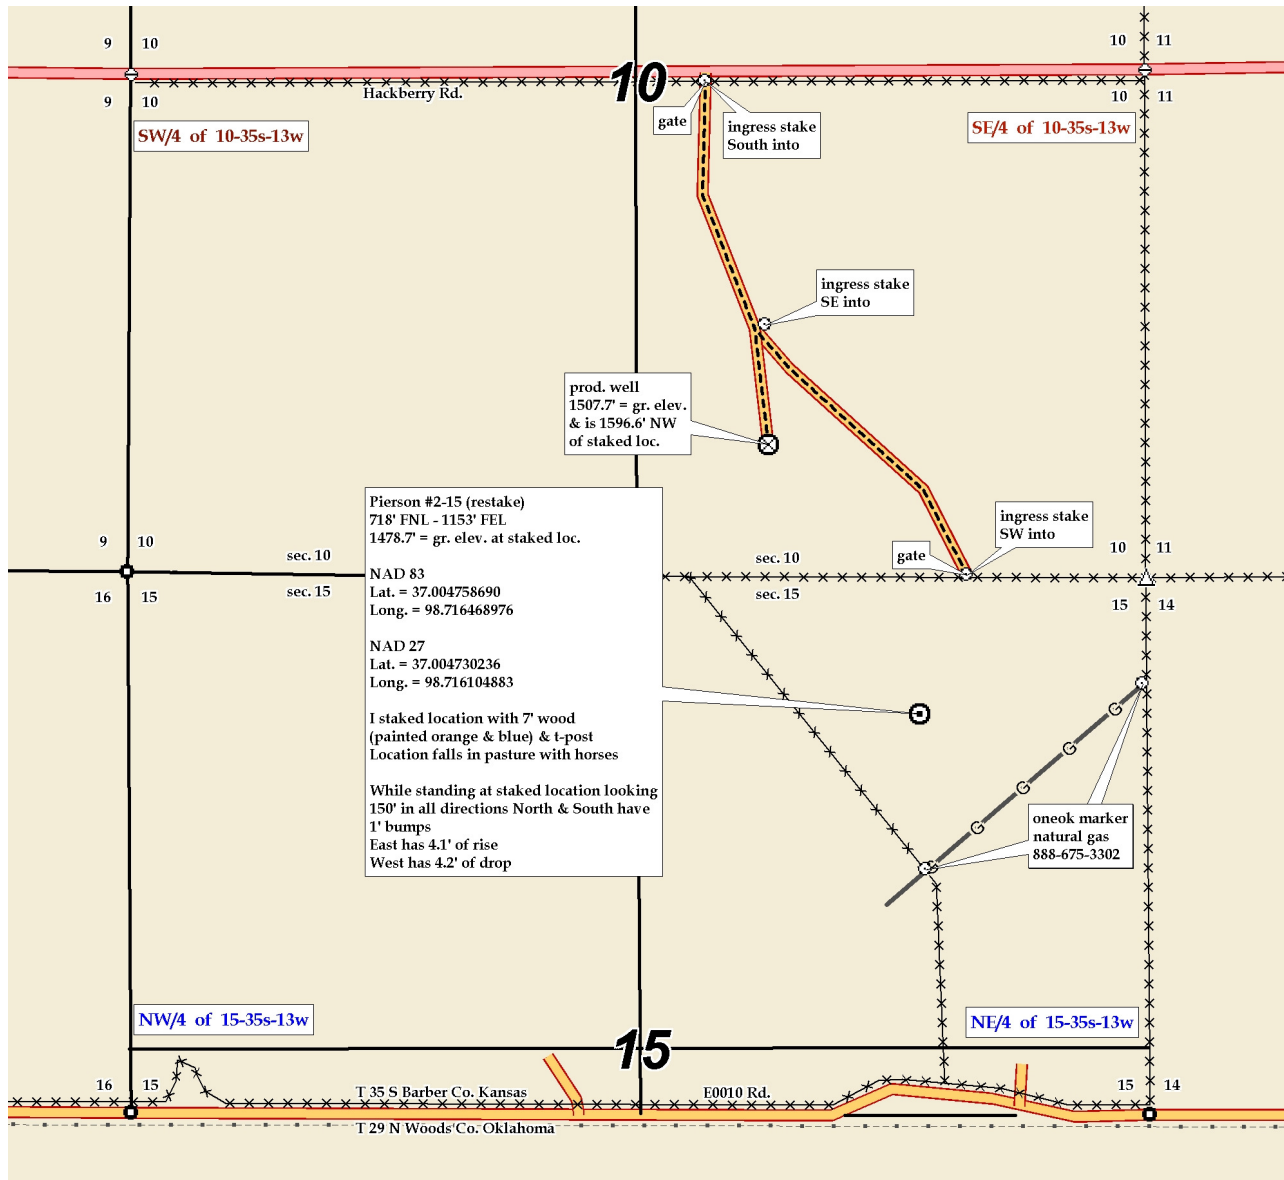 9 10
10 11
10
Hackberry Rd.
9 10
10 11
gate
ingress stake
South into
SW/4 of 10-35s-13w
SE/4 of 10-35s-13w
ingress stake
SE into
prod. well
1507.7' = gr. elev.
& is 1596.6' NW
of staked loc.
Pierson #2-15 (restake)
718' FNL - 1153' FEL
1478.7' = gr. elev. at staked loc.
NAD 83
Lat. = 37.004758690
Long. = 98.716468976
NAD 27
Lat. = 37.004730236
Long. = 98.716104883
I staked location with 7' wood
(painted orange & blue) & t-post
Location falls in pasture with horses
While standing at staked location looking
150' in all directions North & South have
1' bumps
East has 4.1' of rise
West has 4.2' of drop
ingress stake
SW into
gate
9 10
sec. 10
sec. 10
10 11
16 15
sec. 15
sec. 15
15 14
G
G
G
G
G
oneok marker
natural gas
888-675-3302
NW/4 of 15-35s-13w
NE/4 of 15-35s-13w
15
16 15
T 35 S Barber Co. Kansas
E0010 Rd.
15 14
T 29 N Woods Co. Oklahoma